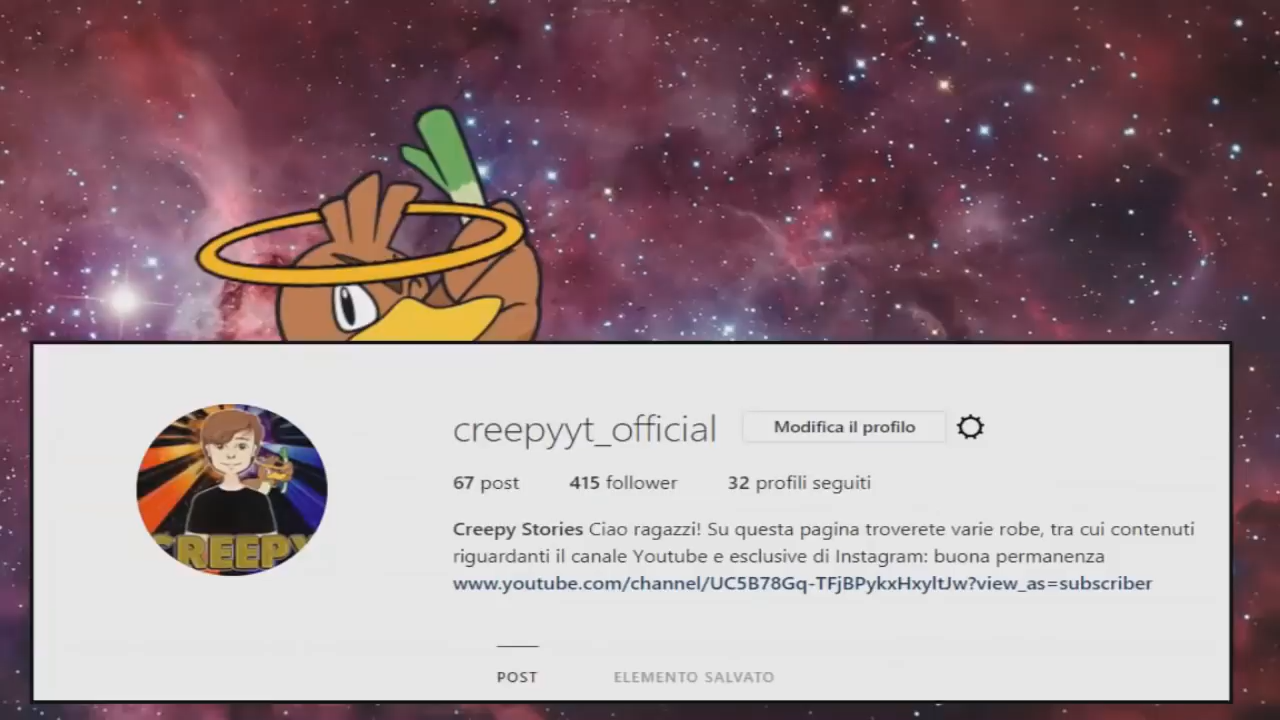 creepyyt_official Modifica il profilo
67 post 415 follower 32 profili seguiti
Creepy Stories Ciao ragazzi! Su questa pagina troverete varie robe, tra cui contenuti
riguardanti il canale Youtube e esclusive di Instagram: buona permanenza
www.youtube.com/channel/UC5B78Gq-TFjBPykxHxyltJw?view_as=subscriber
CREEPY
POST ELEMENTO SALVATO